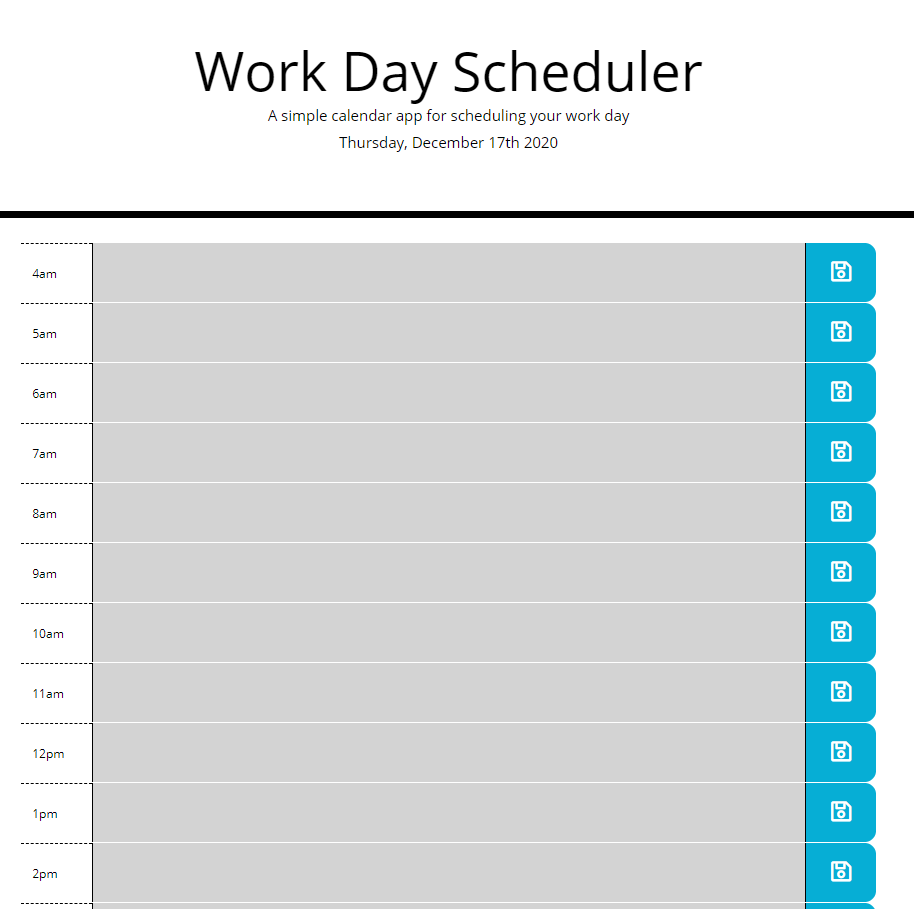 Work Day Scheduler
A simple calendar app for scheduling your work day
Thursday, December 17th 2020
4am
5am
6am
7am
8am
9am
10am
11am
12pm
1pm
2pm